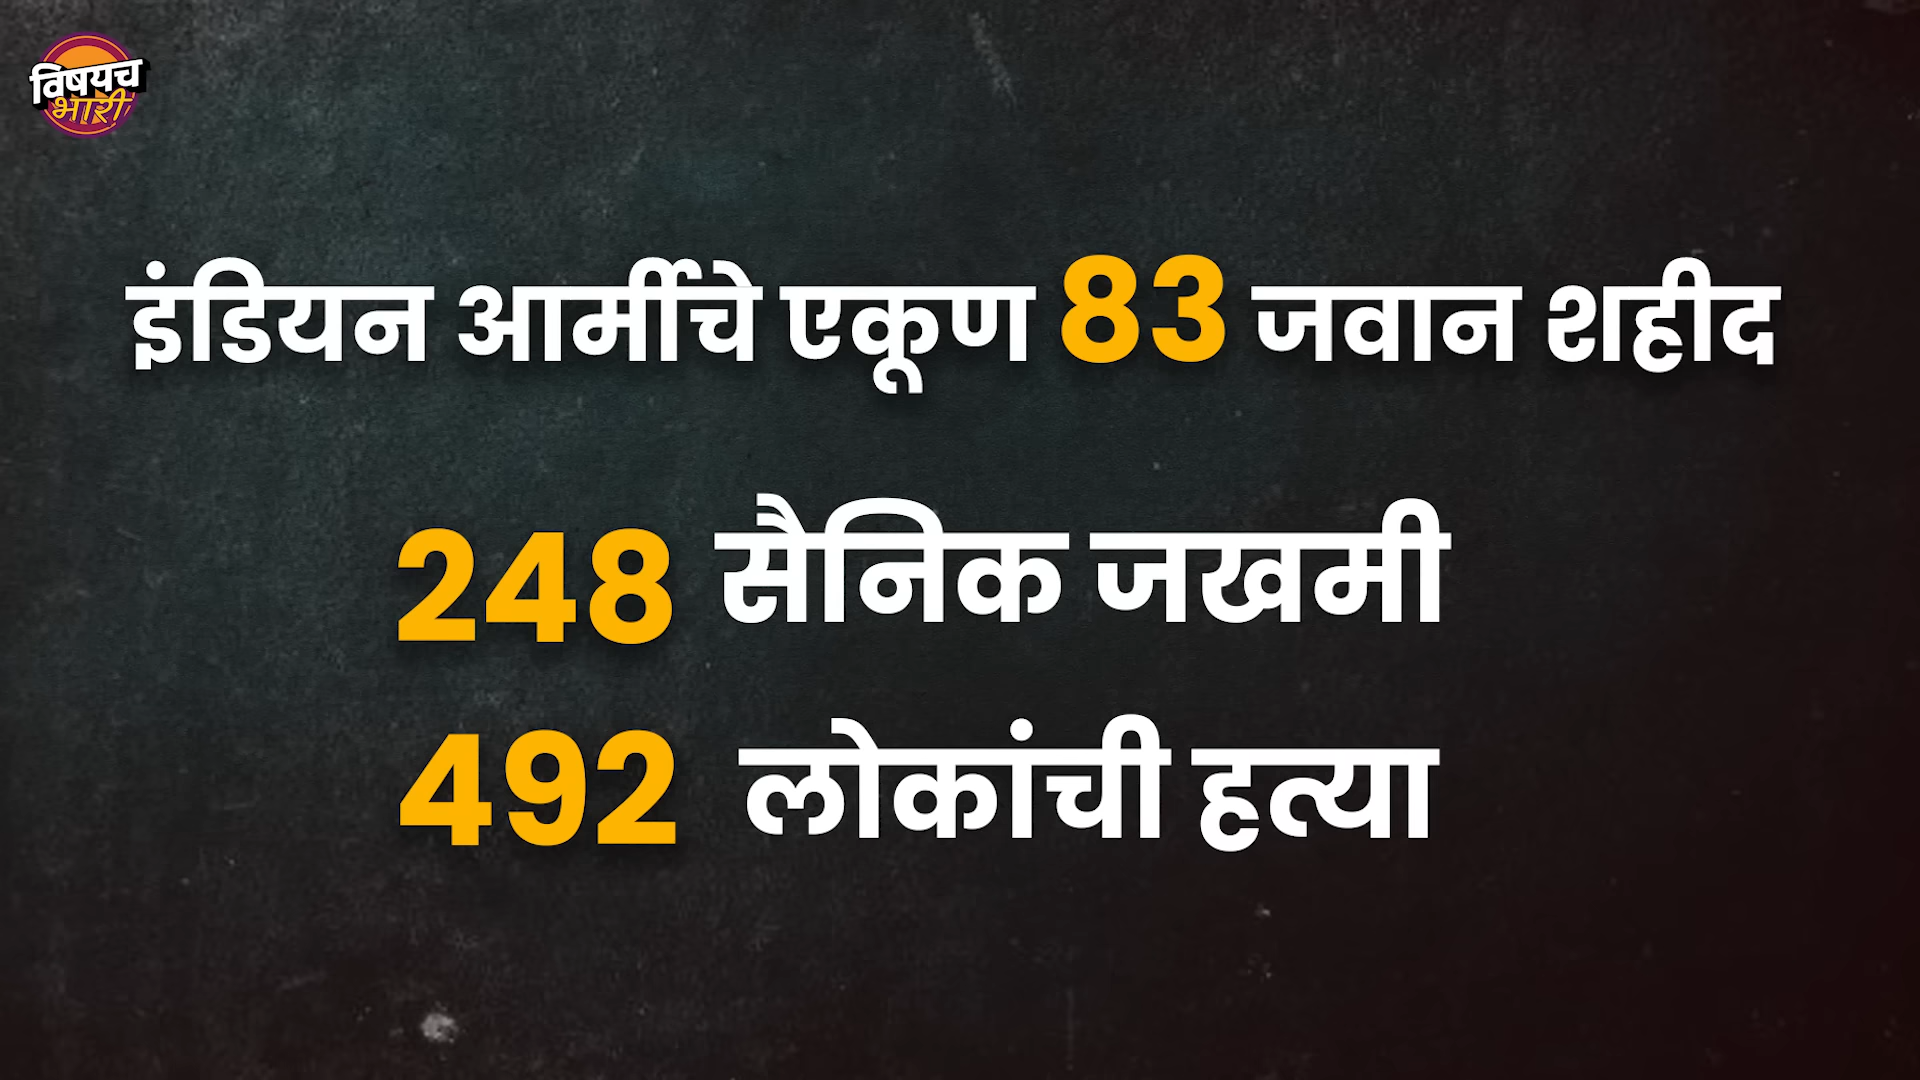 विषयच
भारी
इंडियन आर्मीचे एकूण 83 जवान शहीद
248 सैनिक जखमी
492 लोकांची हत्या